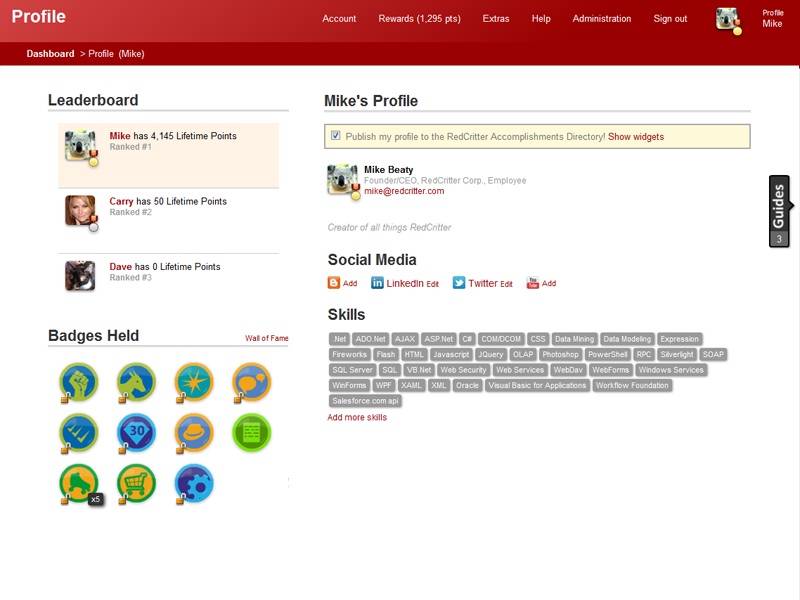 Profile
Account Rewards (1,295 pts) Extras Help Administration Sign out
Profile
Mike
Dashboard > Profile (Mike)
Leaderboard
Mike has 4,145 Lifetime Points
Ranked #1
Carry has 50 Lifetime Points
Ranked #2
Dave has 0 Lifetime Points
Ranked #3
Badges Held Wall of Fame
30
x5
Mike's Profile
Publish my profile to the RedCritter Accomplishments Directory! Show widgets
Mike Beaty
Founder/CEO, RedCritter Corp., Employee
mike@redcritter.com
Creator of all things RedCritter
Social Media
Add LinkedIn Edit Twitter Edit You Tube Add
Skills
.Net ADO.Net AJAX ASP.Net C# COM/DCOM CSS Data Mining Data Modeling Expression
Fireworks Flash HTML Javascript JQuery OLAP Photoshop PowerShell RPC Silverlight SOAP
SQL Server SQL VB.Net Web Security Web Services WebDav WebForms Windows Services
WinForms WPF XAML XML Oracle Visual Basic for Applications Workflow Foundation
Salesforce.com api
Add more skills
Guides
3